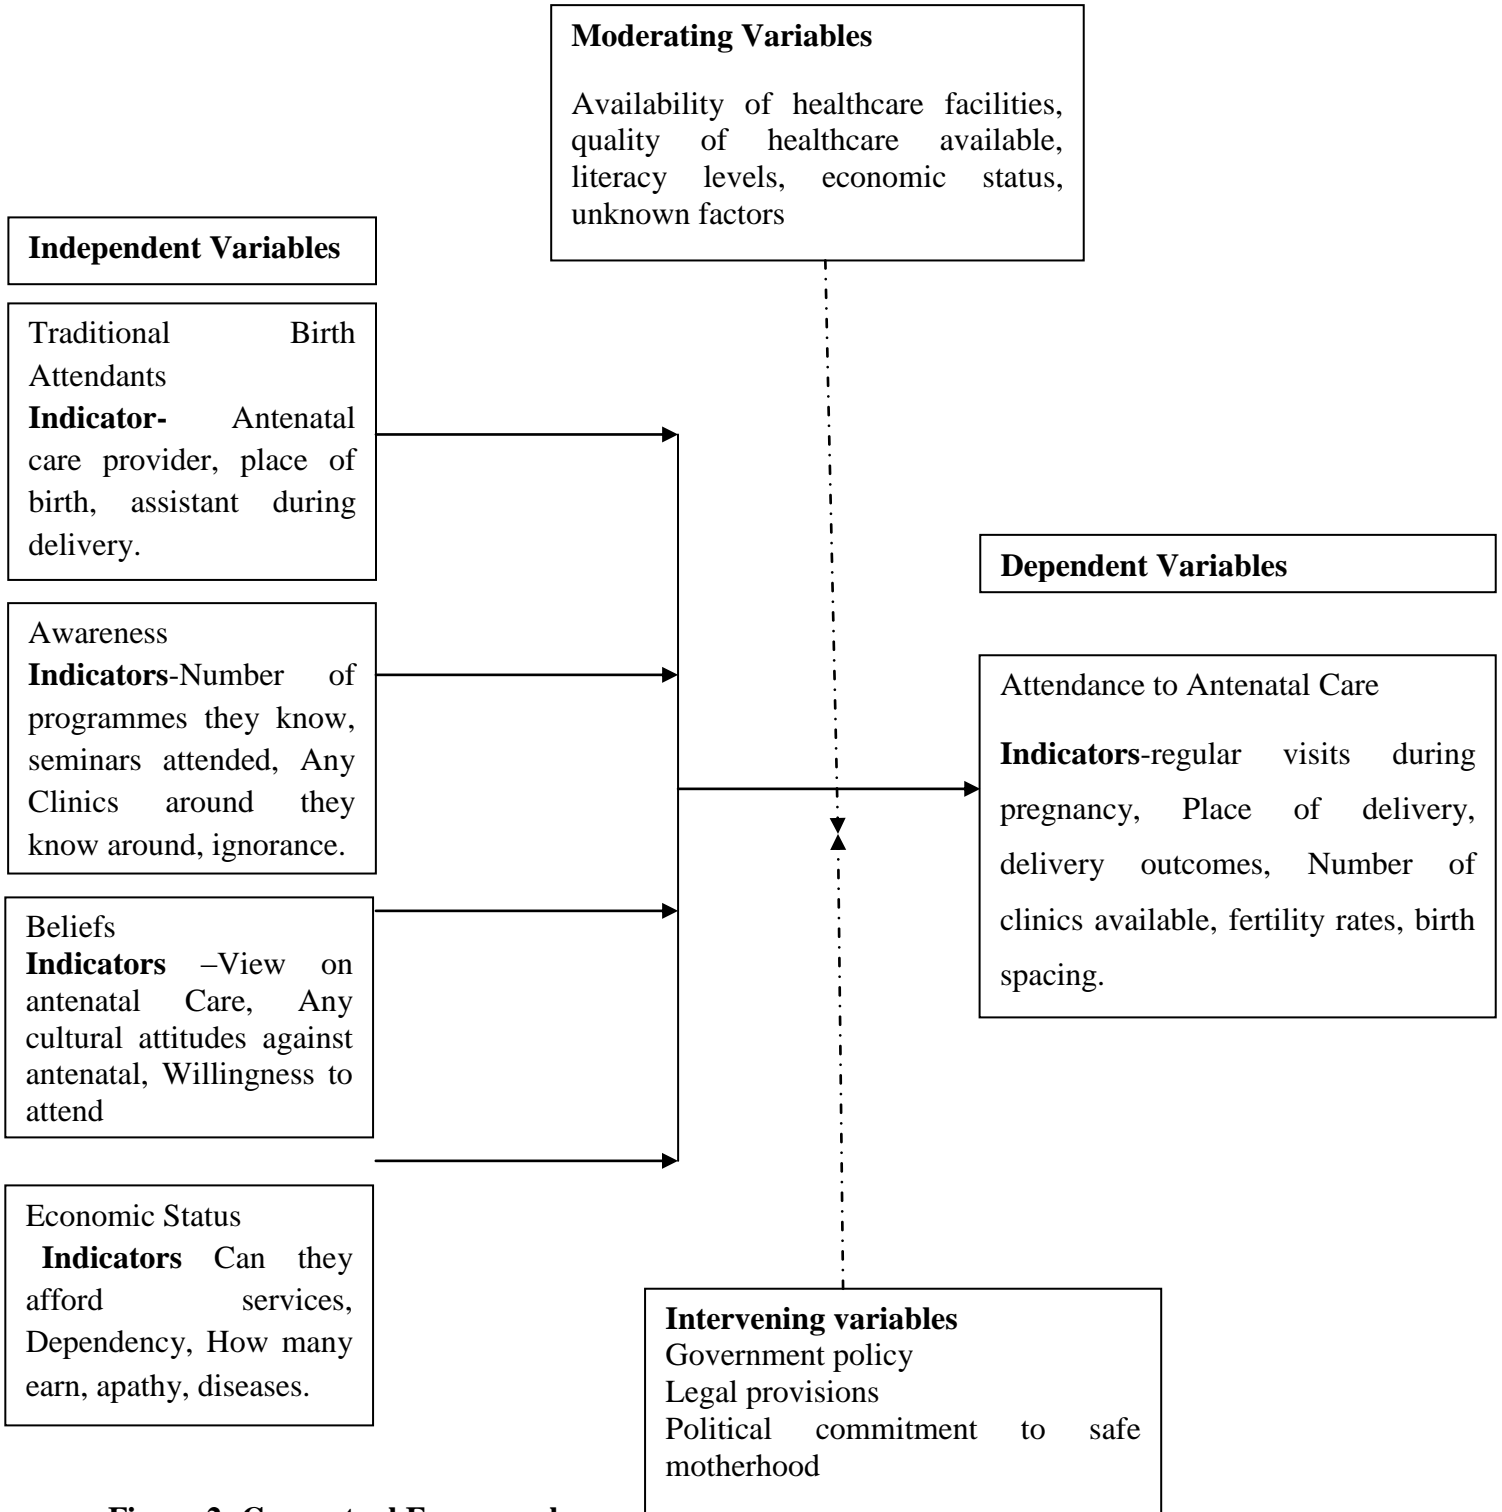 Moderating Variables
Availability of healthcare facilities,
quality of healthcare available,
literacy levels, economic status,
unknown factors
Independent Variables
Traditional Birth
Attendants
Indicator- Antenatal
care provider, place of
birth, assistant during
delivery.
Awareness
Indicators-Number of
programmes they know,
seminars attended, Any
Clinics around they
know around, ignorance.
Beliefs
Indicators –View on
antenatal Care, Any
cultural attitudes against
antenatal, Willingness to
attend
Economic Status
Indicators Can they
afford services,
Dependency, How many
earn, apathy, diseases.
Dependent Variables
Attendance to Antenatal Care
Indicators-regular visits during
pregnancy, Place of delivery,
delivery outcomes, Number of
clinics available, fertility rates, birth
spacing.
Intervening variables
Government policy
Legal provisions
Political commitment to safe
motherhood